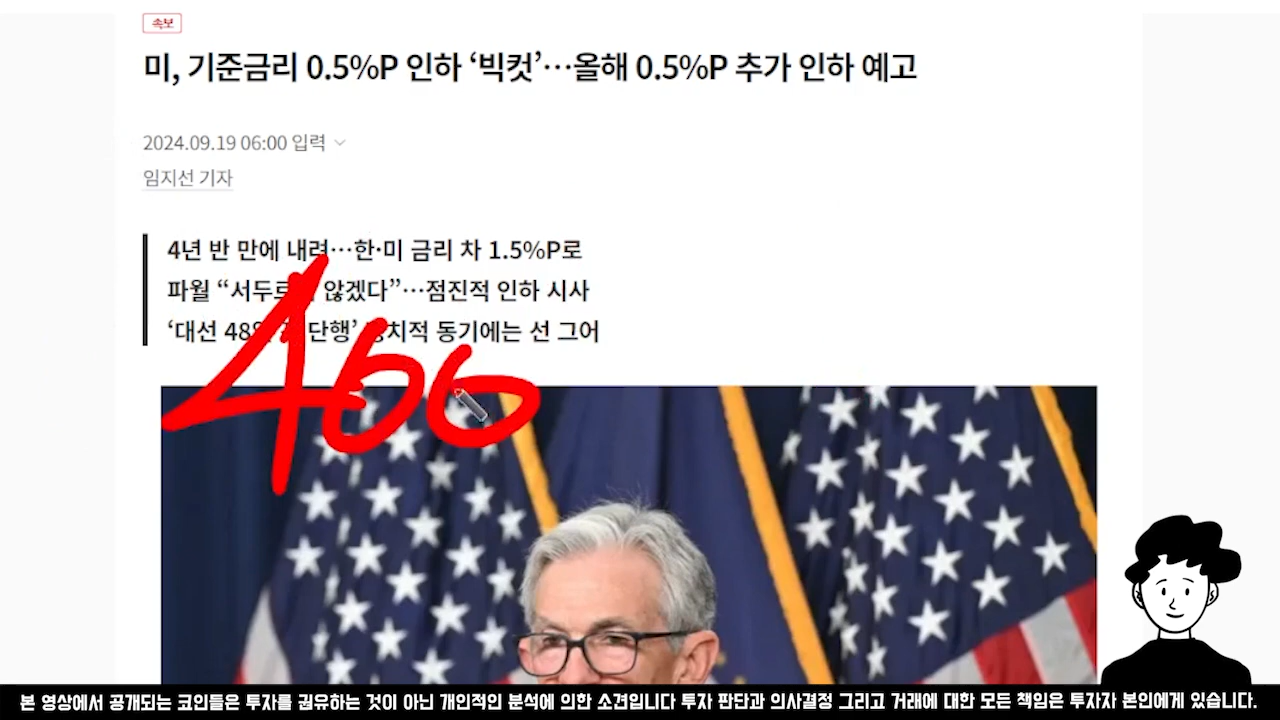 속보
미, 기준금리 0.5%P 인하 ‘빅컷’…올해 0.5%P 추가 인하 예고
2024.09.19 06:00 입력
임지선 기자
4년 반 만에 내려…한·미 금리 차 1.5%P로
파월 “서두르 않겠다”…점진적 인하 시사
‘대선 48일 전 단행’ 정치적 동기에는 선 그어
400
본 영상에서 공개되는 코인들은 투자를 권유하는 것이 아닌 개인적인 분석에 의한 소견입니다 투자 판단과 의사결정 그리고 거래에 대한 모든 책임은 투자자 본인에게 있습니다.